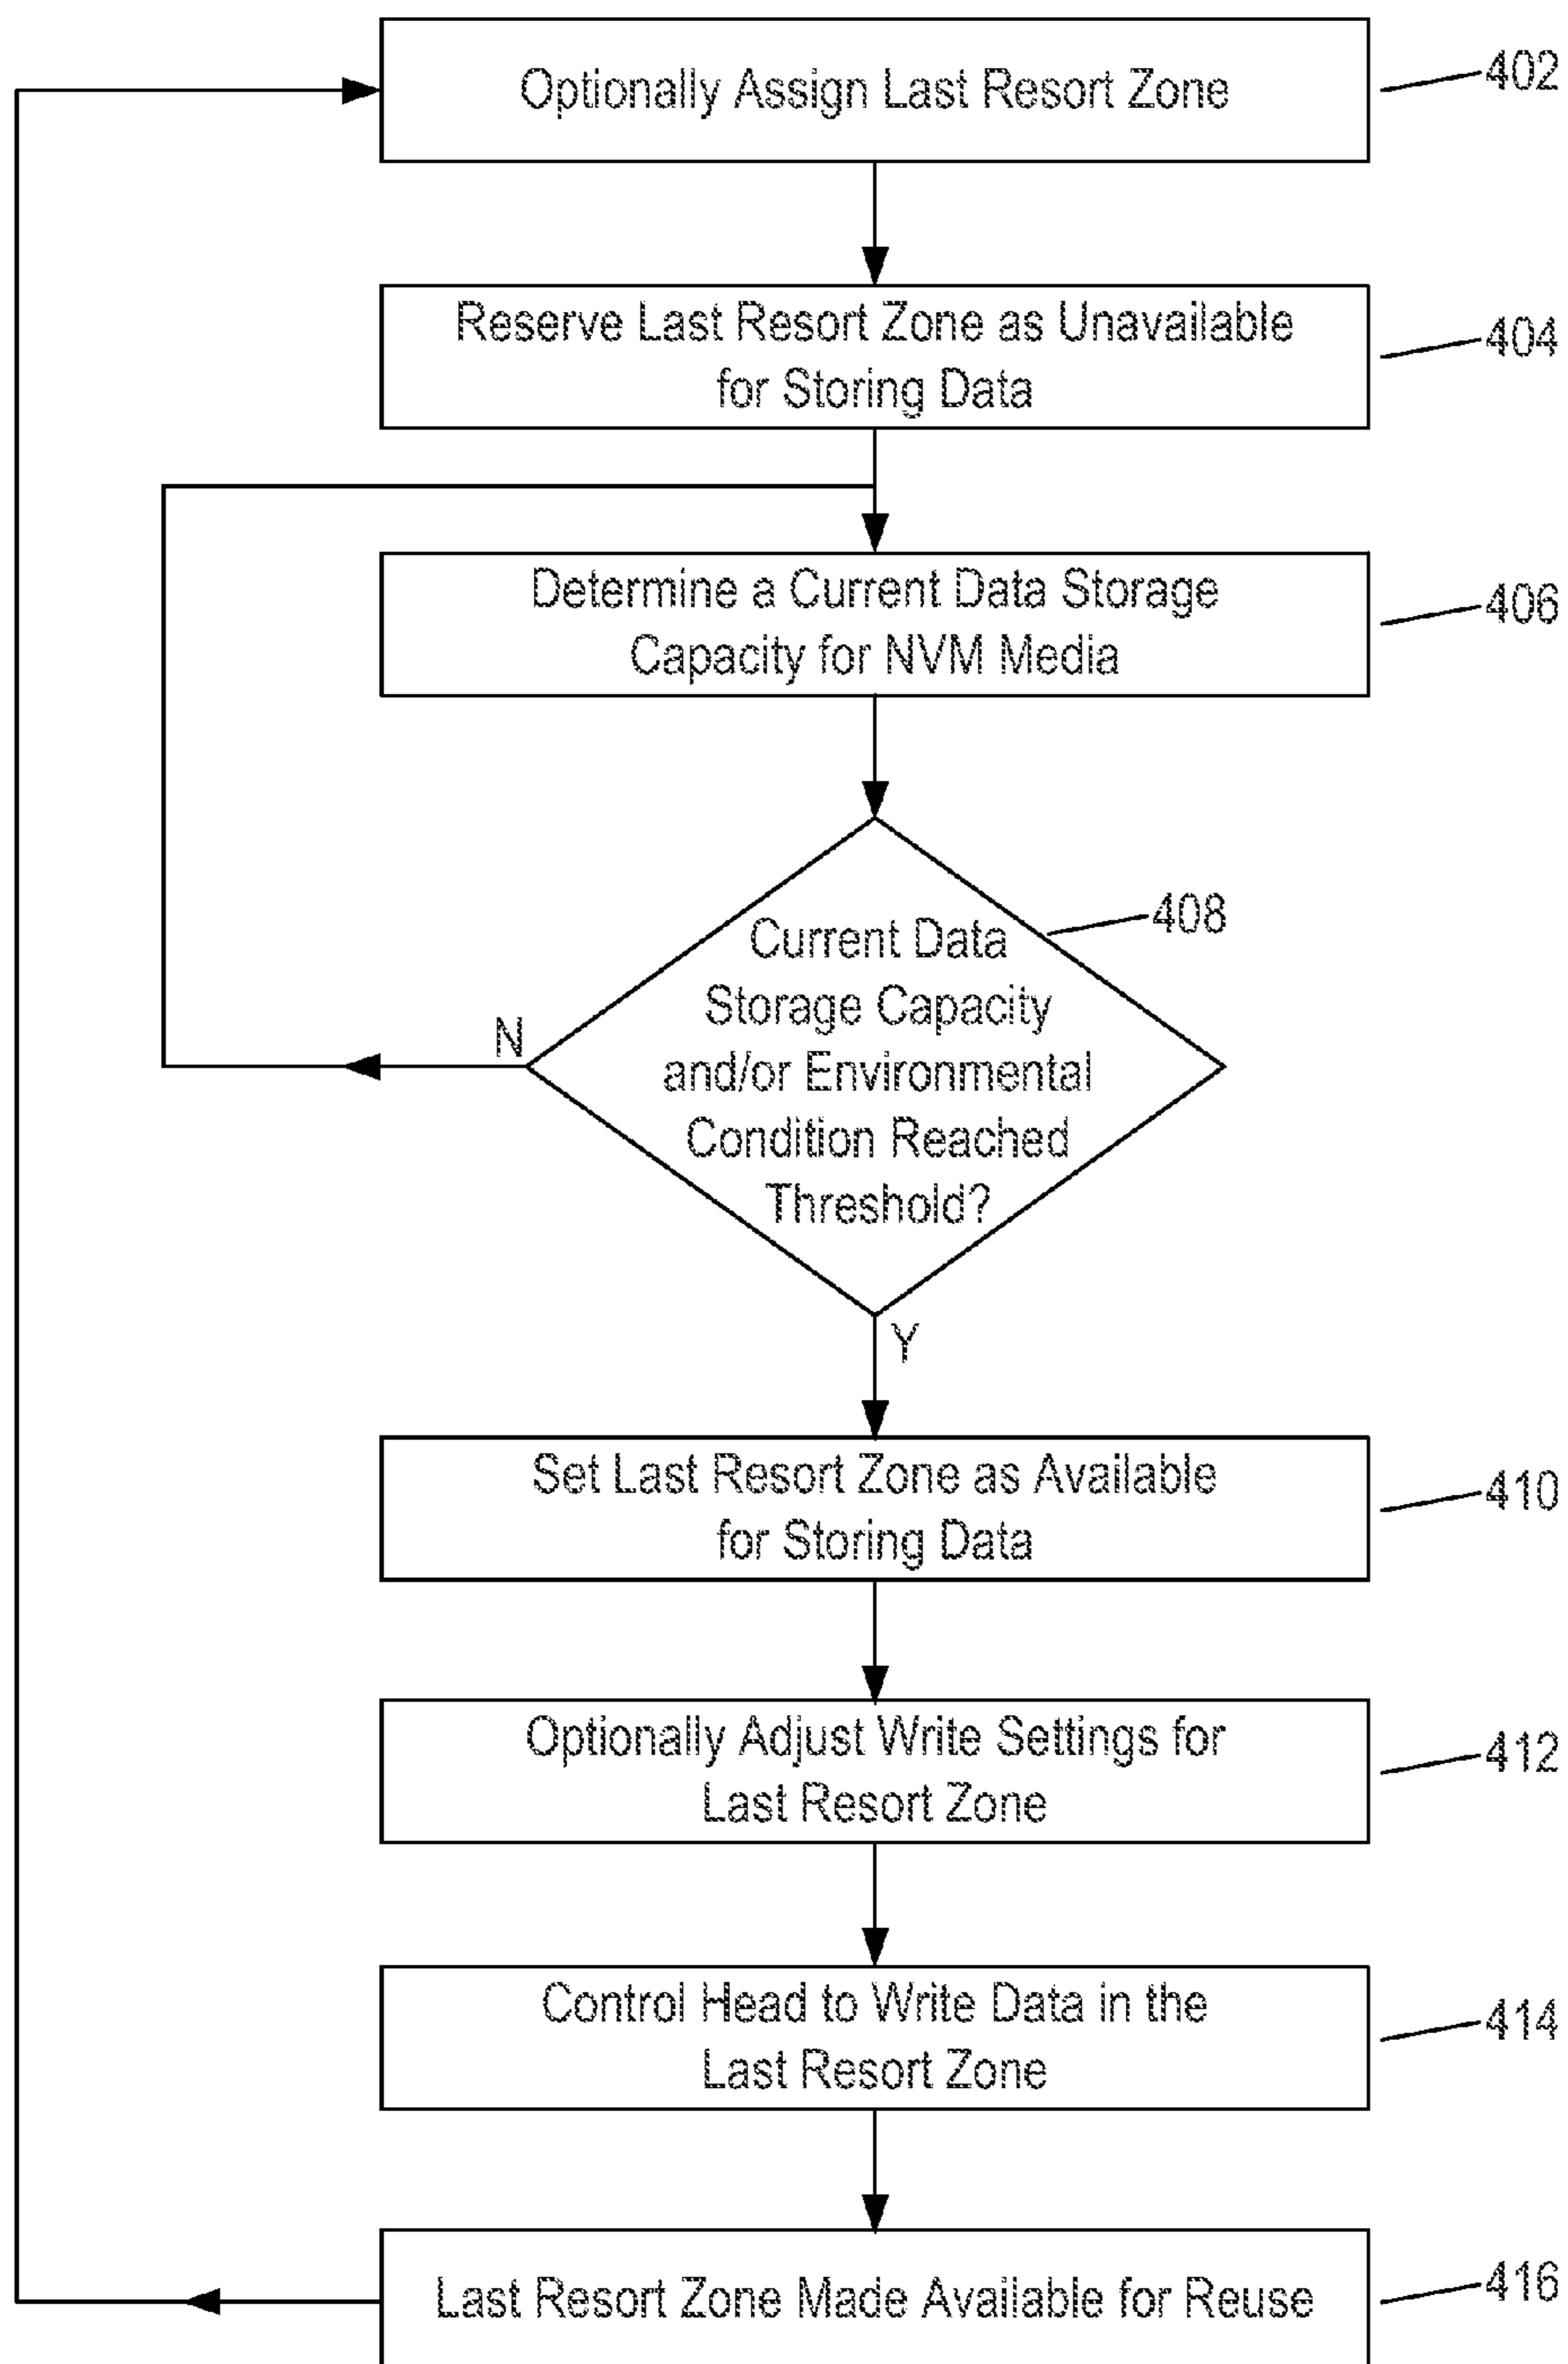 Optionally Assign Last Resort Zone
402
Reserve Last Resort Zone as Unavailable
for Storing Data
404
Determine a Current Data Storage
Capacity for NVM Media
406
408
Current Data
Storage Capacity
and/or Environmental
Condition Reached
Threshold?
N
Y
Set Last Resort Zone as Available
for Storing Data
410
Optionally Adjust Write Settings for
Last Resort Zone
412
Control Head to Write Data in the
Last Resort Zone
414
Last Resort Zone Made Available for Reuse
416